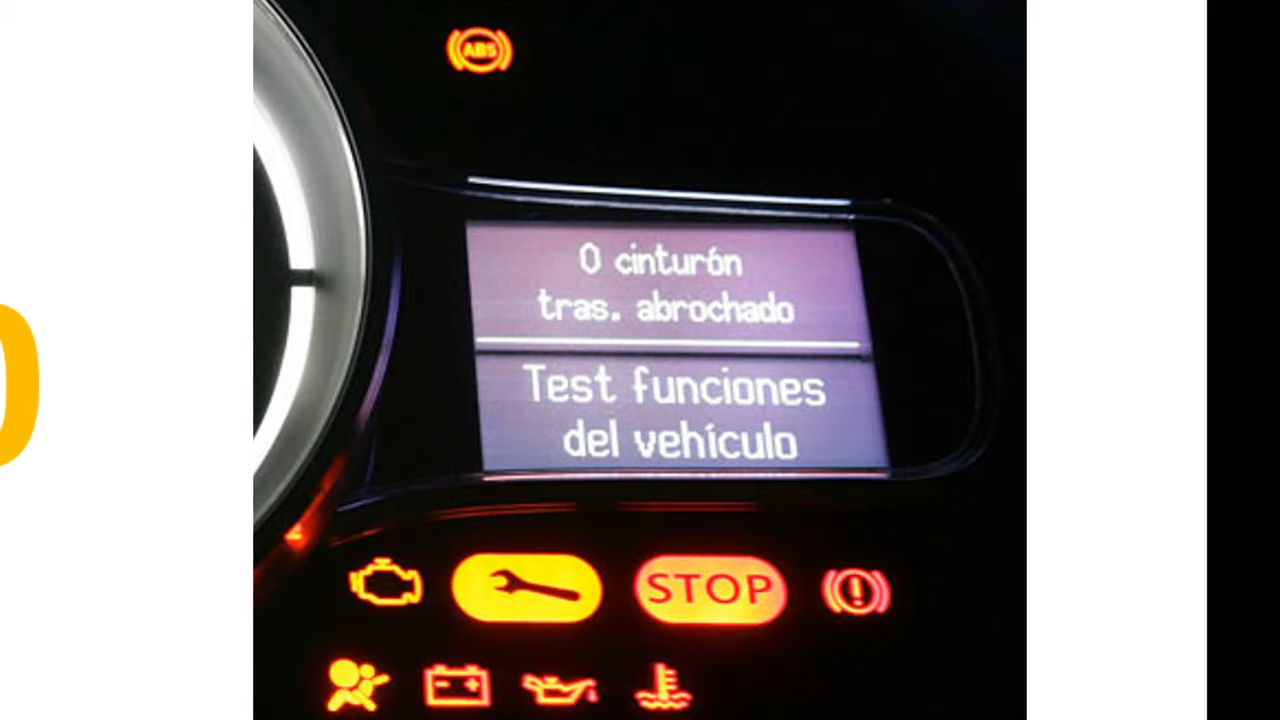 ABS
0 cinturón
tras. abrochado
Test funciones
del vehículo
STOP